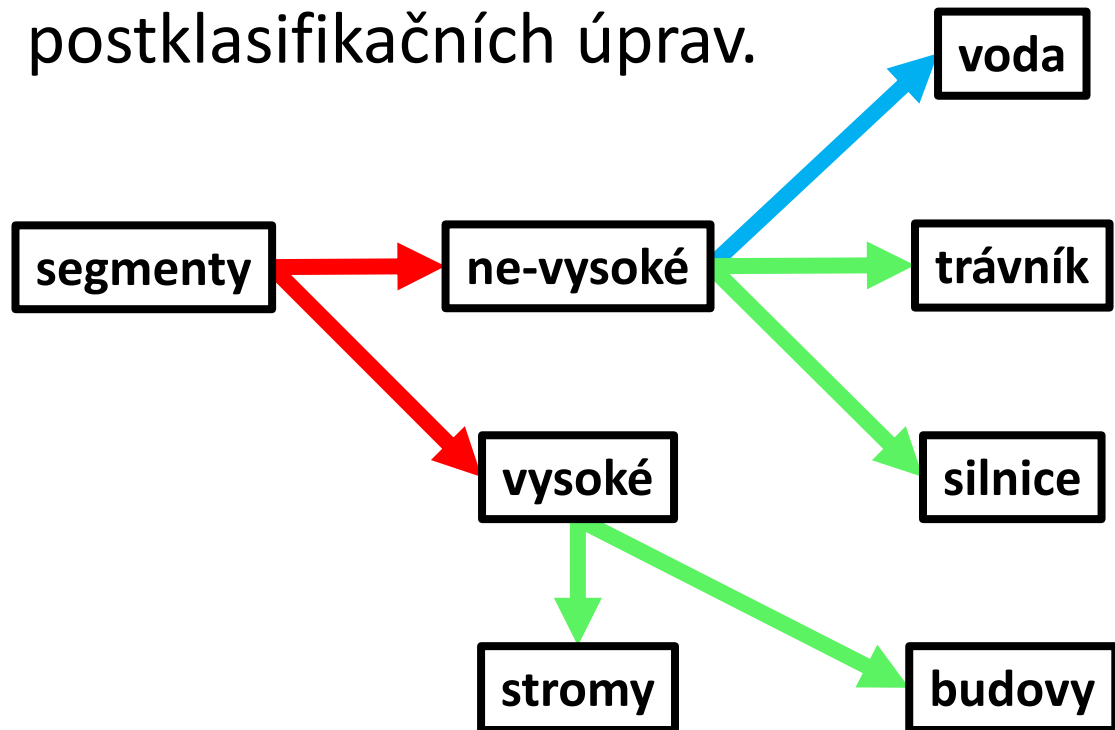 postklasifikačních úprav.
voda
segmenty
ne-vysoké
trávník
vysoké
silnice
stromy
budovy